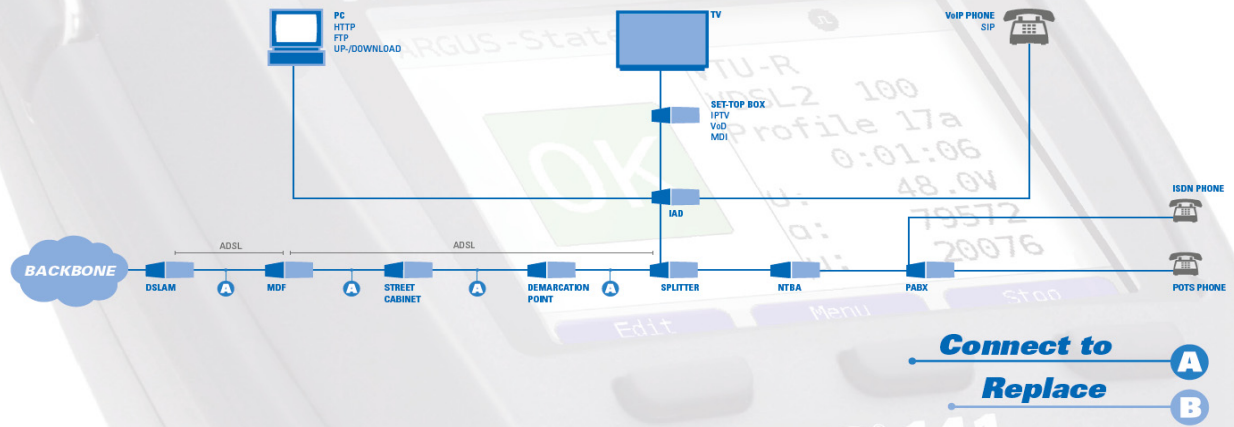 PC
HTTP
FTP
UP-/DOWNLOAD
TV
VoIP PHONE
SIP
ARGUS-State
VTU-R
VDSL2 100
Profile 17a
0:01:06
48.0V
79572
20076
OK
SET-TOP BOX
IPTV
VoD
MDI
IAD
ISDN PHONE
ADSL
ADSL
BACKBONE
DSLAM
A
MDF
A
STREET
CABINET
A
DEMARCATION
POINT
A
SPLITTER
NTBA
PABX
POTS PHONE
Edit
Menu
Stop
Connect to
A
Replace
B